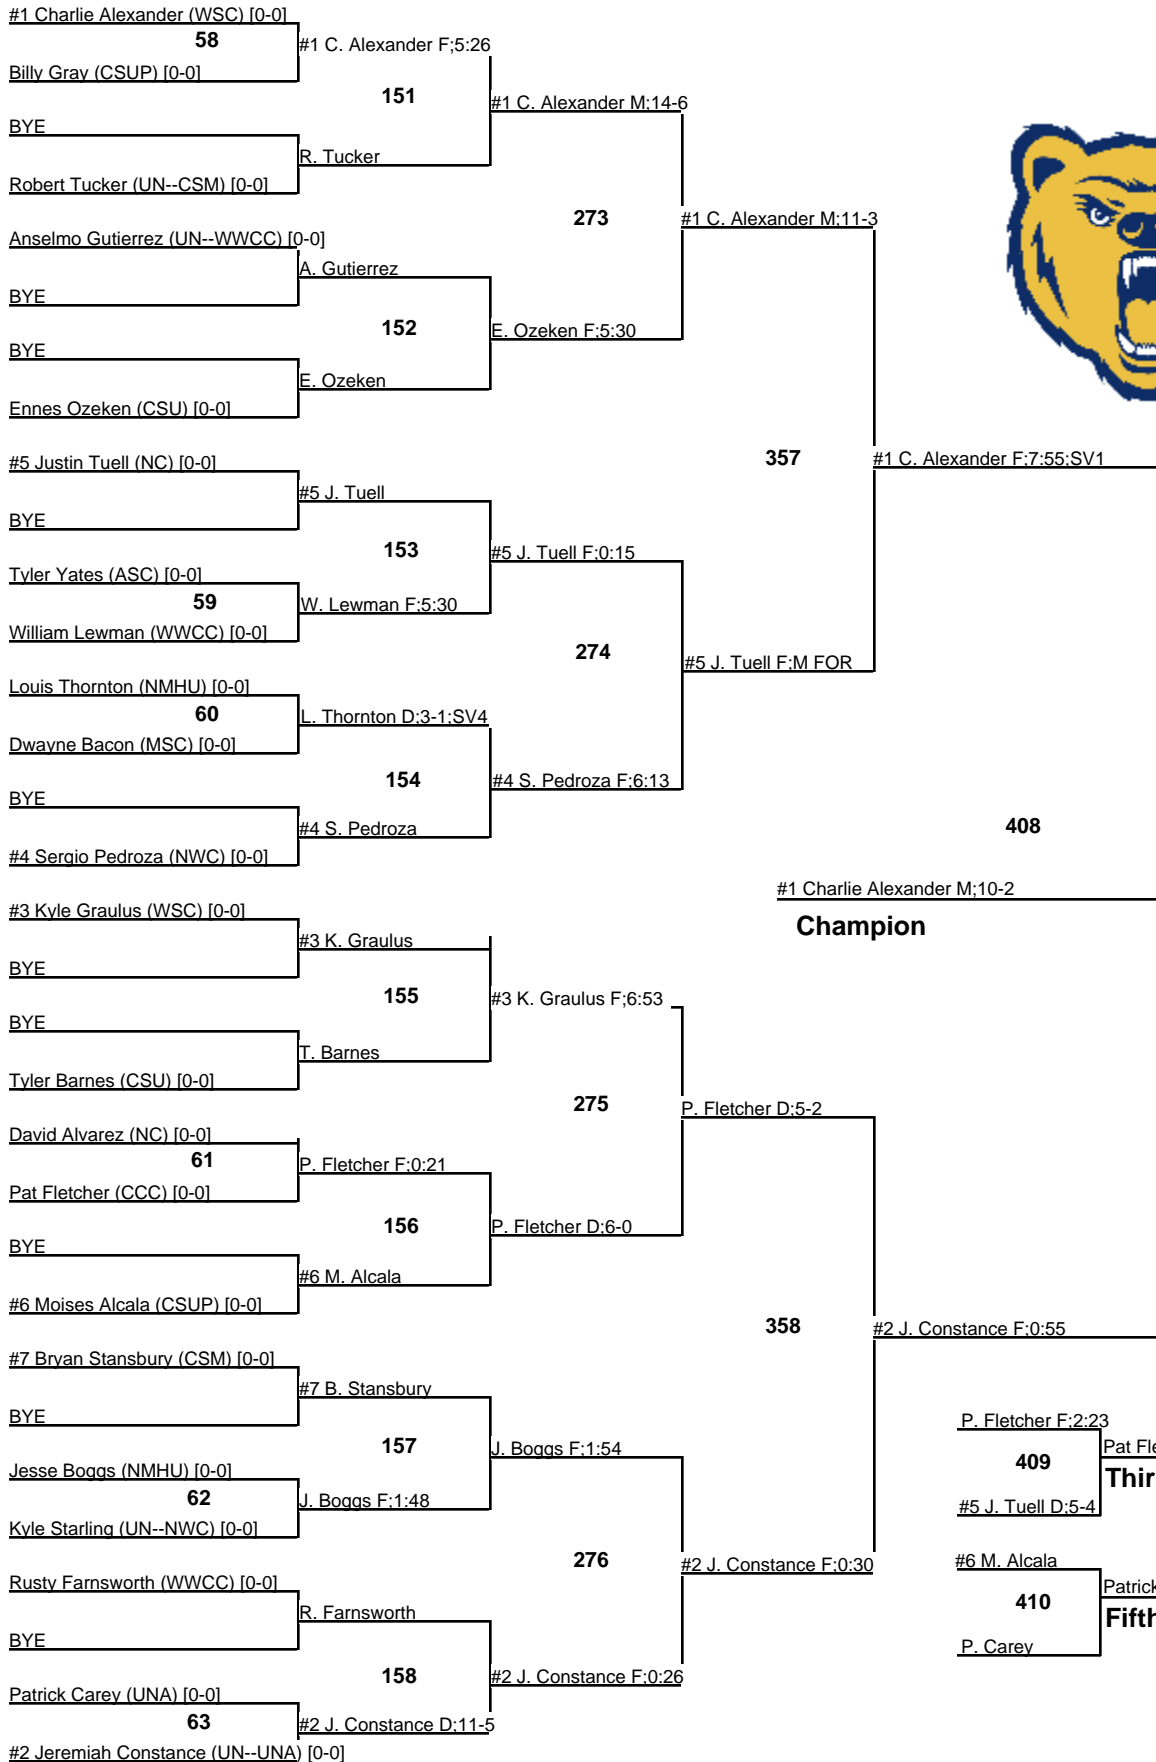 #1 Charlie Alexander (WSC) [0-0]
58
#1 C. Alexander F;5:26
Billy Gray (CSUP) [0-0]
151
#1 C. Alexander M;14-6
BYE
R. Tucker
Robert Tucker (UN--CSM) [0-0]
273
#1 C. Alexander M;11-3
Anselmo Gutierrez (UN--WWCC) [0-0]
A. Gutierrez
BYE
152
E. Ozeken F;5:30
BYE
E. Ozeken
Ennes Ozeken (CSU) [0-0]
357
#1 C. Alexander F;7:55;SV1
#5 Justin Tuell (NC) [0-0]
#5 J. Tuell
BYE
153
#5 J. Tuell F;0:15
Tyler Yates (ASC) [0-0]
59
W. Lewman F;5:30
William Lewman (WWCC) [0-0]
274
#5 J. Tuell F;M FOR
Louis Thornton (NMHU) [0-0]
60
L. Thornton D;3-1;SV4
Dwayne Bacon (MSC) [0-0]
154
#4 S. Pedroza F;6:13
BYE
#4 S. Pedroza
#4 Sergio Pedroza (NWC) [0-0]
408
#1 Charlie Alexander M;10-2
Champion
#3 Kyle Graulus (WSC) [0-0]
#3 K. Graulus
BYE
155
#3 K. Graulus F;6:53
BYE
T. Barnes
Tyler Barnes (CSU) [0-0]
275
P. Fletcher D;5-2
David Alvarez (NC) [0-0]
61
P. Fletcher F;0:21
Pat Fletcher (CCC) [0-0]
156
P. Fletcher D;6-0
BYE
#6 M. Alcala
#6 Moises Alcala (CSUP) [0-0]
358
#2 J. Constance F;0:55
#7 Bryan Stansbury (CSM) [0-0]
#7 B. Stansbury
BYE
157
J. Boggs F;1:54
Jesse Boggs (NMHU) [0-0]
62
J. Boggs F;1:48
Kyle Starling (UN--NWC) [0-0]
276
#2 J. Constance F;0:30
Rusty Farnsworth (WWCC) [0-0]
R. Farnsworth
BYE
158
#2 J. Constance F;0:26
Patrick Carey (UNA) [0-0]
63
#2 J. Constance D;11-5
#2 Jeremiah Constance (UN--UNA) [0-0]
P. Fletcher F;2:23
409
Pat Fle
Thir
#5 J. Tuell D;5-4
#6 M. Alcala
410
Patrick
Fifth
P. Carey